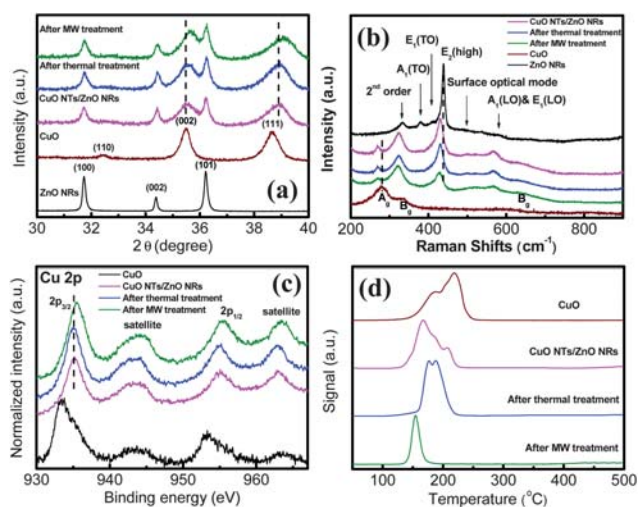 After MW treatment
After thermal treatment
CuO NTs/ZnO NRs
(002)
(111)
CuO
(110)
(100)
(101)
(002)
ZnO NRs
(a)
Intensity (a.u.)
30 32 34 36 38 40
2 θ (degree)
(b)
CuO NTs/ZnO NRs
After thermal treatment
After MW treatment
CuO
ZnO NRs
E1(TO)
E2(high)
A1(TO)
2nd order
Surface optical mode
A1(LO)& E1(LO)
Ag
Bg
Bg
Intensity (a.u.)
200 400 600 800
Raman Shifts (cm-1)
Cu 2p
(c)
CuO
CuO NTs/ZnO NRs
After thermal treatment
After MW treatment
2p3/2
satellite
2p1/2
satellite
Normalized intensity (a.u.)
930 940 950 960
Binding energy (eV)
(d)
CuO
CuO NTs/ZnO NRs
After thermal treatment
After MW treatment
Signal (a.u.)
100 200 300 400 500
Temperature (°C)